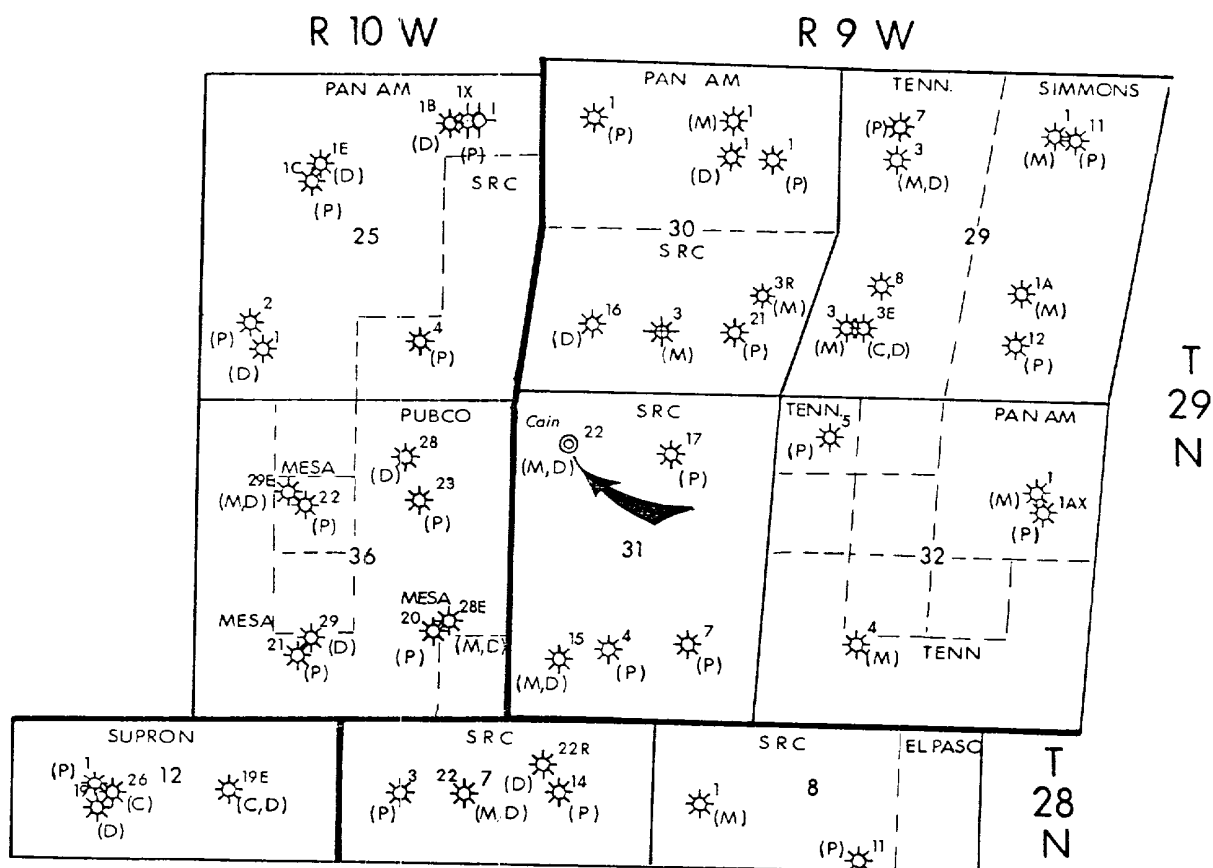 R 10 W
R 9 W
PAN AM
1B
1X
1
(D)
(P)
1E
(D)
1C
(P)
SRC
25
2
(P)
1
(D)
4
(P)
PAN AM
1
(P)
(M)
1
1
(D)
1
(P)
30
SRC
3R
(M)
16
(D)
3
(M)
21
(P)
TENN.
SIMMONS
7
(P)
3
(M,D)
1
(M)
11
(P)
29
8
3
(M)
3E
(C,D)
1A
(M)
12
(P)
T
29
N
PUBCO
28
(D)
MESA
29E
(M,D)
22
(P)
23
(P)
36
MESA
MESA
28E
20
(P)
(M,D)
29
(D)
21
(P)
SRC
Cain
22
(M,D)
17
(P)
31
15
(M,D)
4
(P)
7
(P)
TENN.
5
(P)
PAN AM
1
(M)
1AX
(P)
32
4
(M)
TENN
SUPRON
(P)
1
12
26
(C)
19
(D)
19E
(C,D)
SRC
3
(P)
22
7
(M,D)
22R
(D)
14
(P)
SRC
EL PASO
1
(M)
8
(P)
11
T
28
N